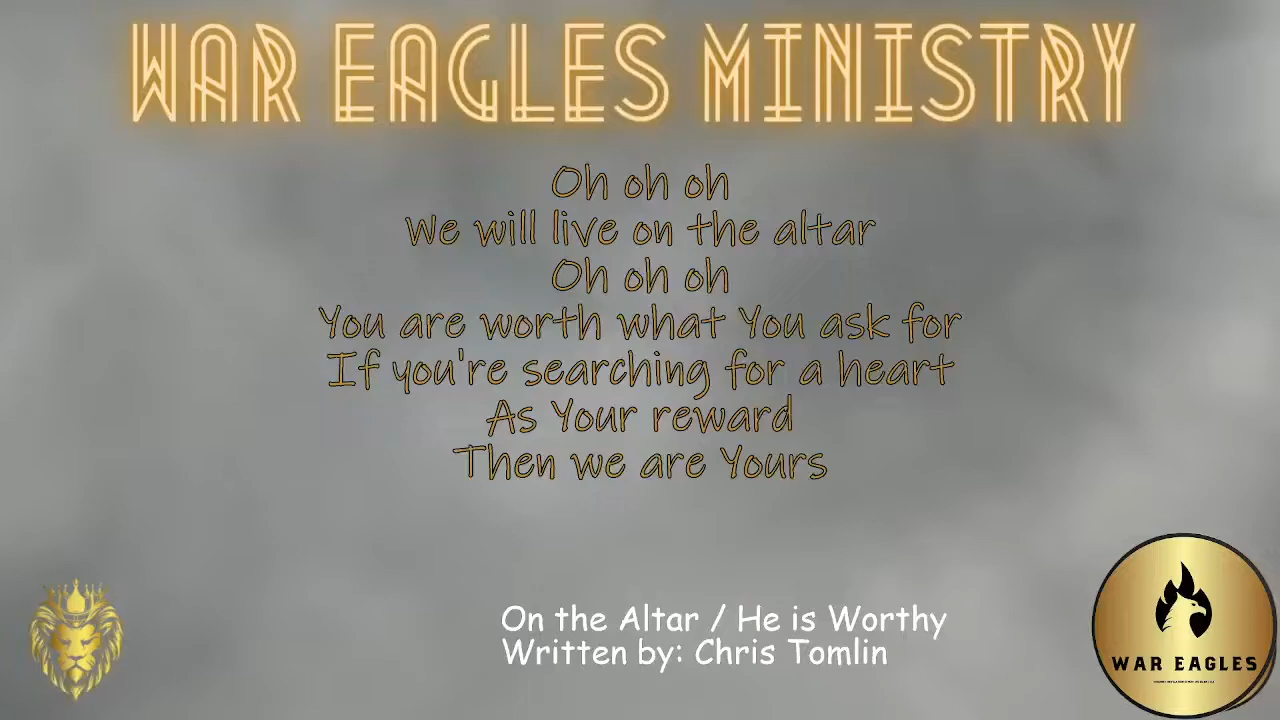 WAR EAGLES MINISTRY
Oh oh oh
We will live on the altar
Oh oh oh
You are worth what You ask for
If you're searching for a heart
As Your reward
Then we are Yours
On the Altar / He is Worthy
Written by: Chris Tomlin
WAR EAGLES